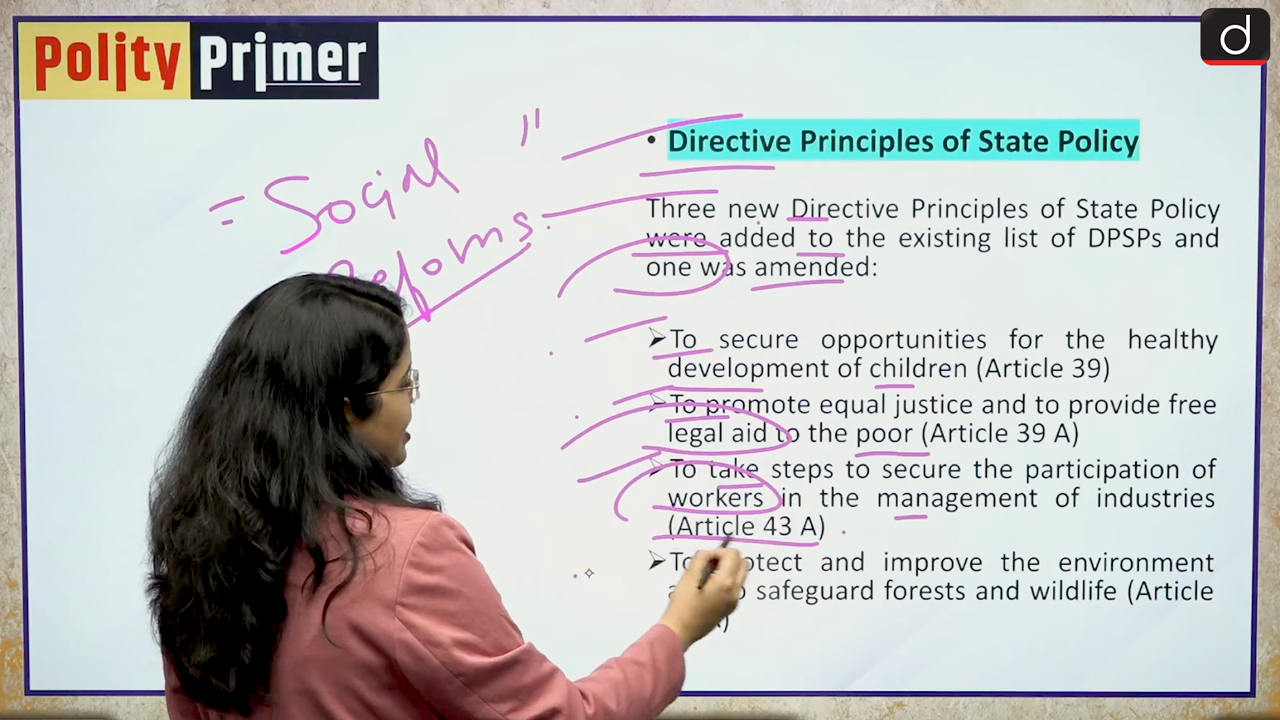 Polity Primer
d
= Social "
Reforms
• Directive Principles of State Policy
Three new Directive Principles of State Policy
were added to the existing list of DPSPs and
one was amended:
➤To secure opportunities for the healthy
development of children (Article 39)
➤To promote equal justice and to provide free
legal aid to the poor (Article 39 A)
➤To take steps to secure the participation of
workers in the management of industries
(Article 43 A)
➤To protect and improve the environment
safeguard forests and wildlife (Article
)